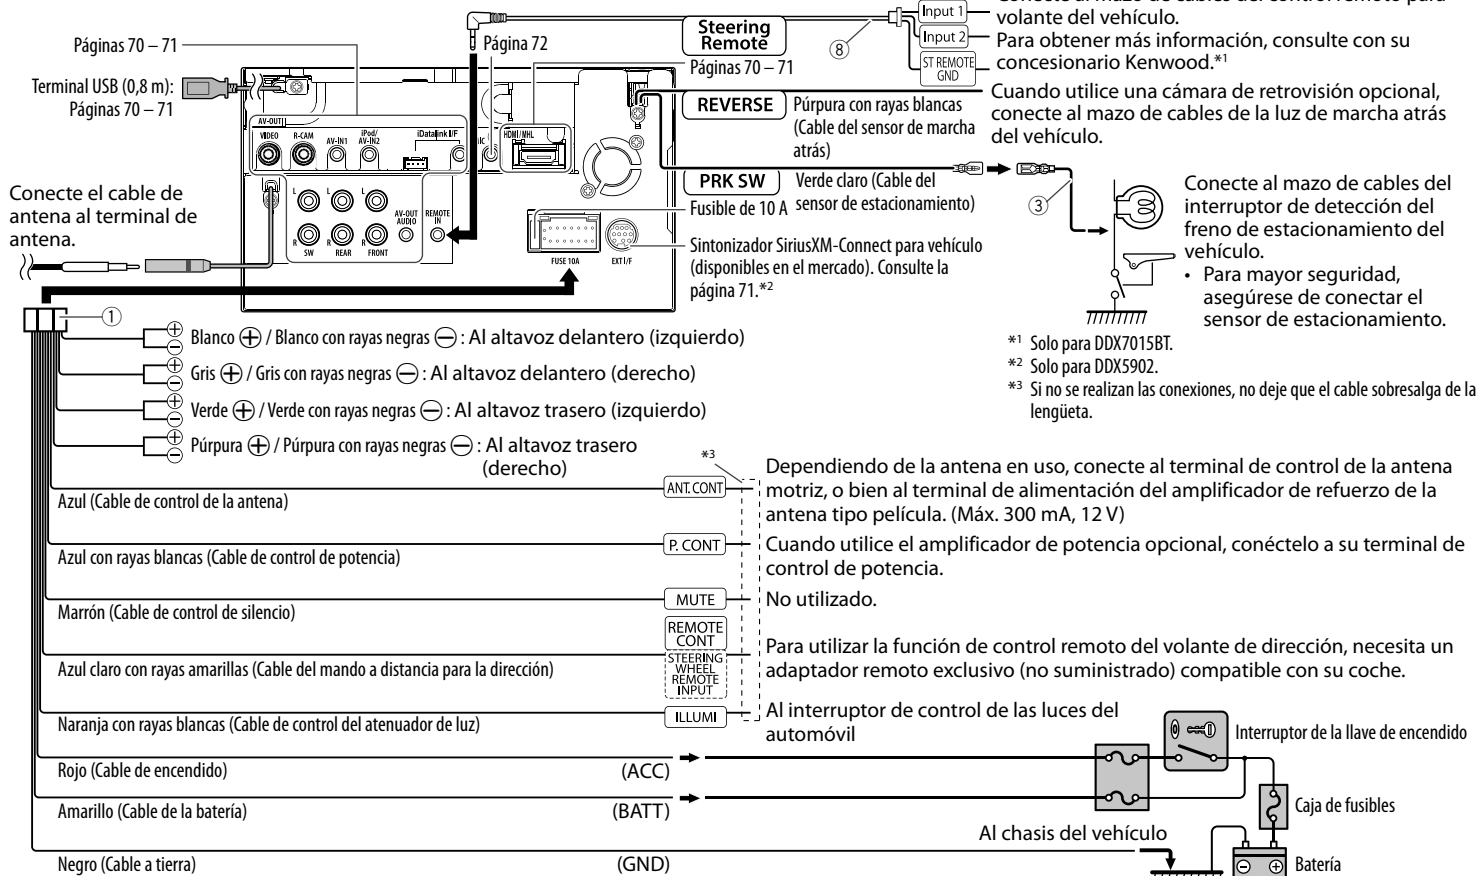 Conecte al mazo de cables del control remoto para
volante del vehículo.
Para obtener más información, consulte con su
concesionario Kenwood.*1
Input 1
Input 2
ST REMOTE
GND
⑧
Steering
Remote
Páginas 70 – 71
Página 72
Páginas 70 – 71
Terminal USB (0,8 m):
Páginas 70 – 71
REVERSE
Púrpura con rayas blancas
(Cable del sensor de marcha
atrás)
Cuando utilice una cámara de retrovisión opcional,
conecte al mazo de cables de la luz de marcha atrás
del vehículo.
AV-OUT
VIDEO
R-CAM
AV-IN1
iPod/
AV-IN2
iDatalink I/F
HDMI/MHL
PRK SW
Verde claro (Cable del
sensor de estacionamiento)
③
Conecte al mazo de cables del
interruptor de detección del
freno de estacionamiento del
vehículo.
• Para mayor seguridad,
asegúrese de conectar el
sensor de estacionamiento.
Conecte el cable de
antena al terminal de
antena.
L
L
L
R
R
R
SW
REAR
FRONT
AV-OUT
AUDIO
REMOTE
IN
Fusible de 10 A
FUSE 10A
EXT I/F
Sintonizador SiriusXM-Connect para vehículo
(disponibles en el mercado). Consulte la
página 71.*2
*1 Solo para DDX7015BT.
*2 Solo para DDX5902.
*3 Si no se realizan las conexiones, no deje que el cable sobresalga de la
lengüeta.
①
Blanco ⊕ / Blanco con rayas negras ⊖ : Al altavoz delantero (izquierdo)
Gris ⊕ / Gris con rayas negras ⊖ : Al altavoz delantero (derecho)
Verde ⊕ / Verde con rayas negras ⊖ : Al altavoz trasero (izquierdo)
Púrpura ⊕ / Púrpura con rayas negras ⊖ : Al altavoz trasero
(derecho)
*3
Azul (Cable de control de la antena)
ANT. CONT
Dependiendo de la antena en uso, conecte al terminal de control de la antena
motriz, o bien al terminal de alimentación del amplificador de refuerzo de la
antena tipo película. (Máx. 300 mA, 12 V)
Azul con rayas blancas (Cable de control de potencia)
P. CONT
Cuando utilice el amplificador de potencia opcional, conéctelo a su terminal de
control de potencia.
Marrón (Cable de control de silencio)
MUTE
No utilizado.
Azul claro con rayas amarillas (Cable del mando a distancia para la dirección)
REMOTE
CONT
STEERING
WHEEL
REMOTE
INPUT
Para utilizar la función de control remoto del volante de dirección, necesita un
adaptador remoto exclusivo (no suministrado) compatible con su coche.
Naranja con rayas blancas (Cable de control del atenuador de luz)
ILLUMI
Al interruptor de control de las luces del
automóvil
Interruptor de la llave de encendido
Rojo (Cable de encendido)
(ACC)
Amarillo (Cable de la batería)
(BATT)
Caja de fusibles
Al chasis del vehículo
Negro (Cable a tierra)
(GND)
Batería